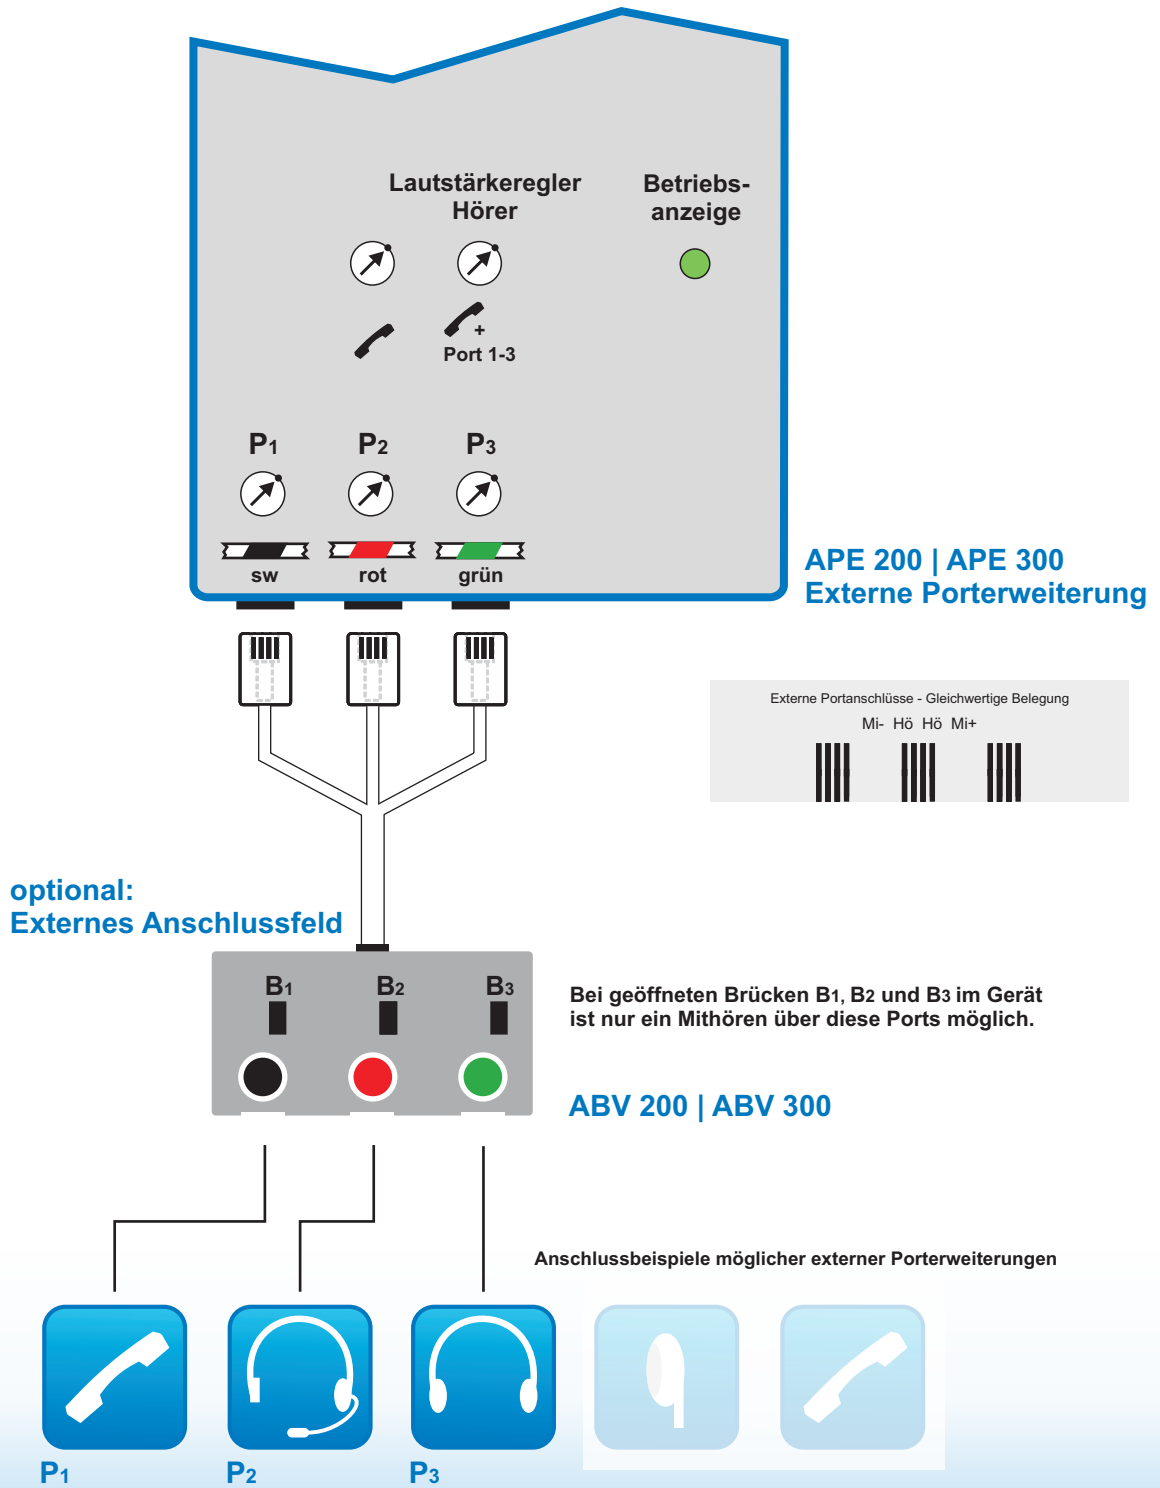 Lautstärkeregler
Hörer
Betriebs-
anzeige
+
Port 1-3
P1
P2
P3
sw
rot
grün
APE 200 | APE 300
Externe Porterweiterung
Externe Portanschlüsse - Gleichwertige Belegung
Mi- Hö Hö Mi+
optional:
Externes Anschlussfeld
B1
B2
B3
Bei geöffneten Brücken B1, B2 und B3 im Gerät
ist nur ein Mithören über diese Ports möglich.
ABV 200 | ABV 300
Anschlussbeispiele möglicher externer Porterweiterungen
P1
P2
P3